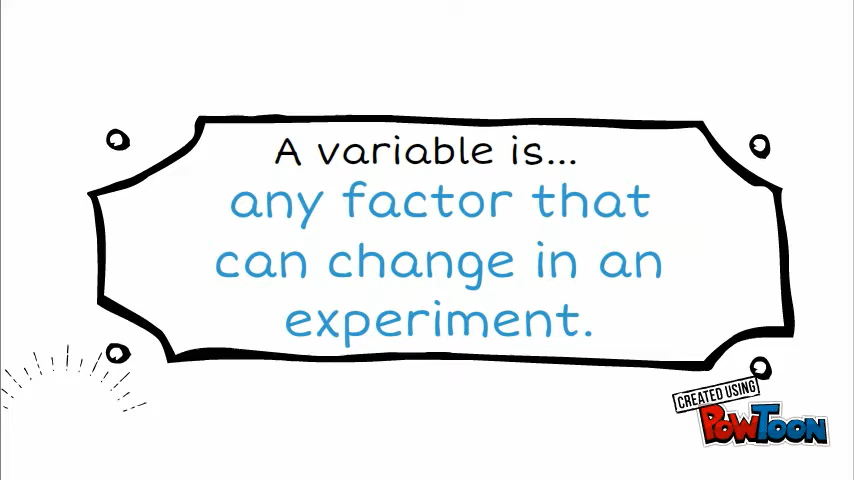 A variable is...
any factor that
can change in an
experiment.
CREATED USING
POWTOON